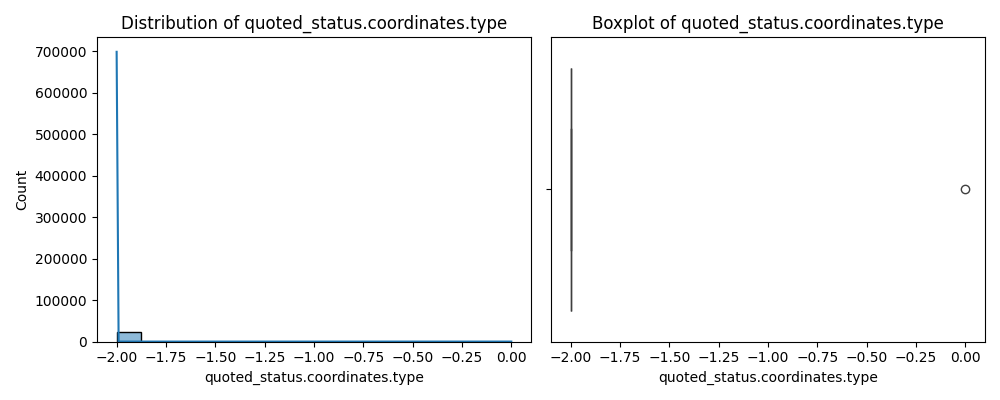 Distribution of quoted_status.coordinates.type
Count
700000
600000
500000
400000
300000
200000
100000
0
−2.00 −1.75 −1.50 −1.25 −1.00 −0.75 −0.50 −0.25 0.00
quoted_status.coordinates.type
Boxplot of quoted_status.coordinates.type
−2.00 −1.75 −1.50 −1.25 −1.00 −0.75 −0.50 −0.25 0.00
quoted_status.coordinates.type